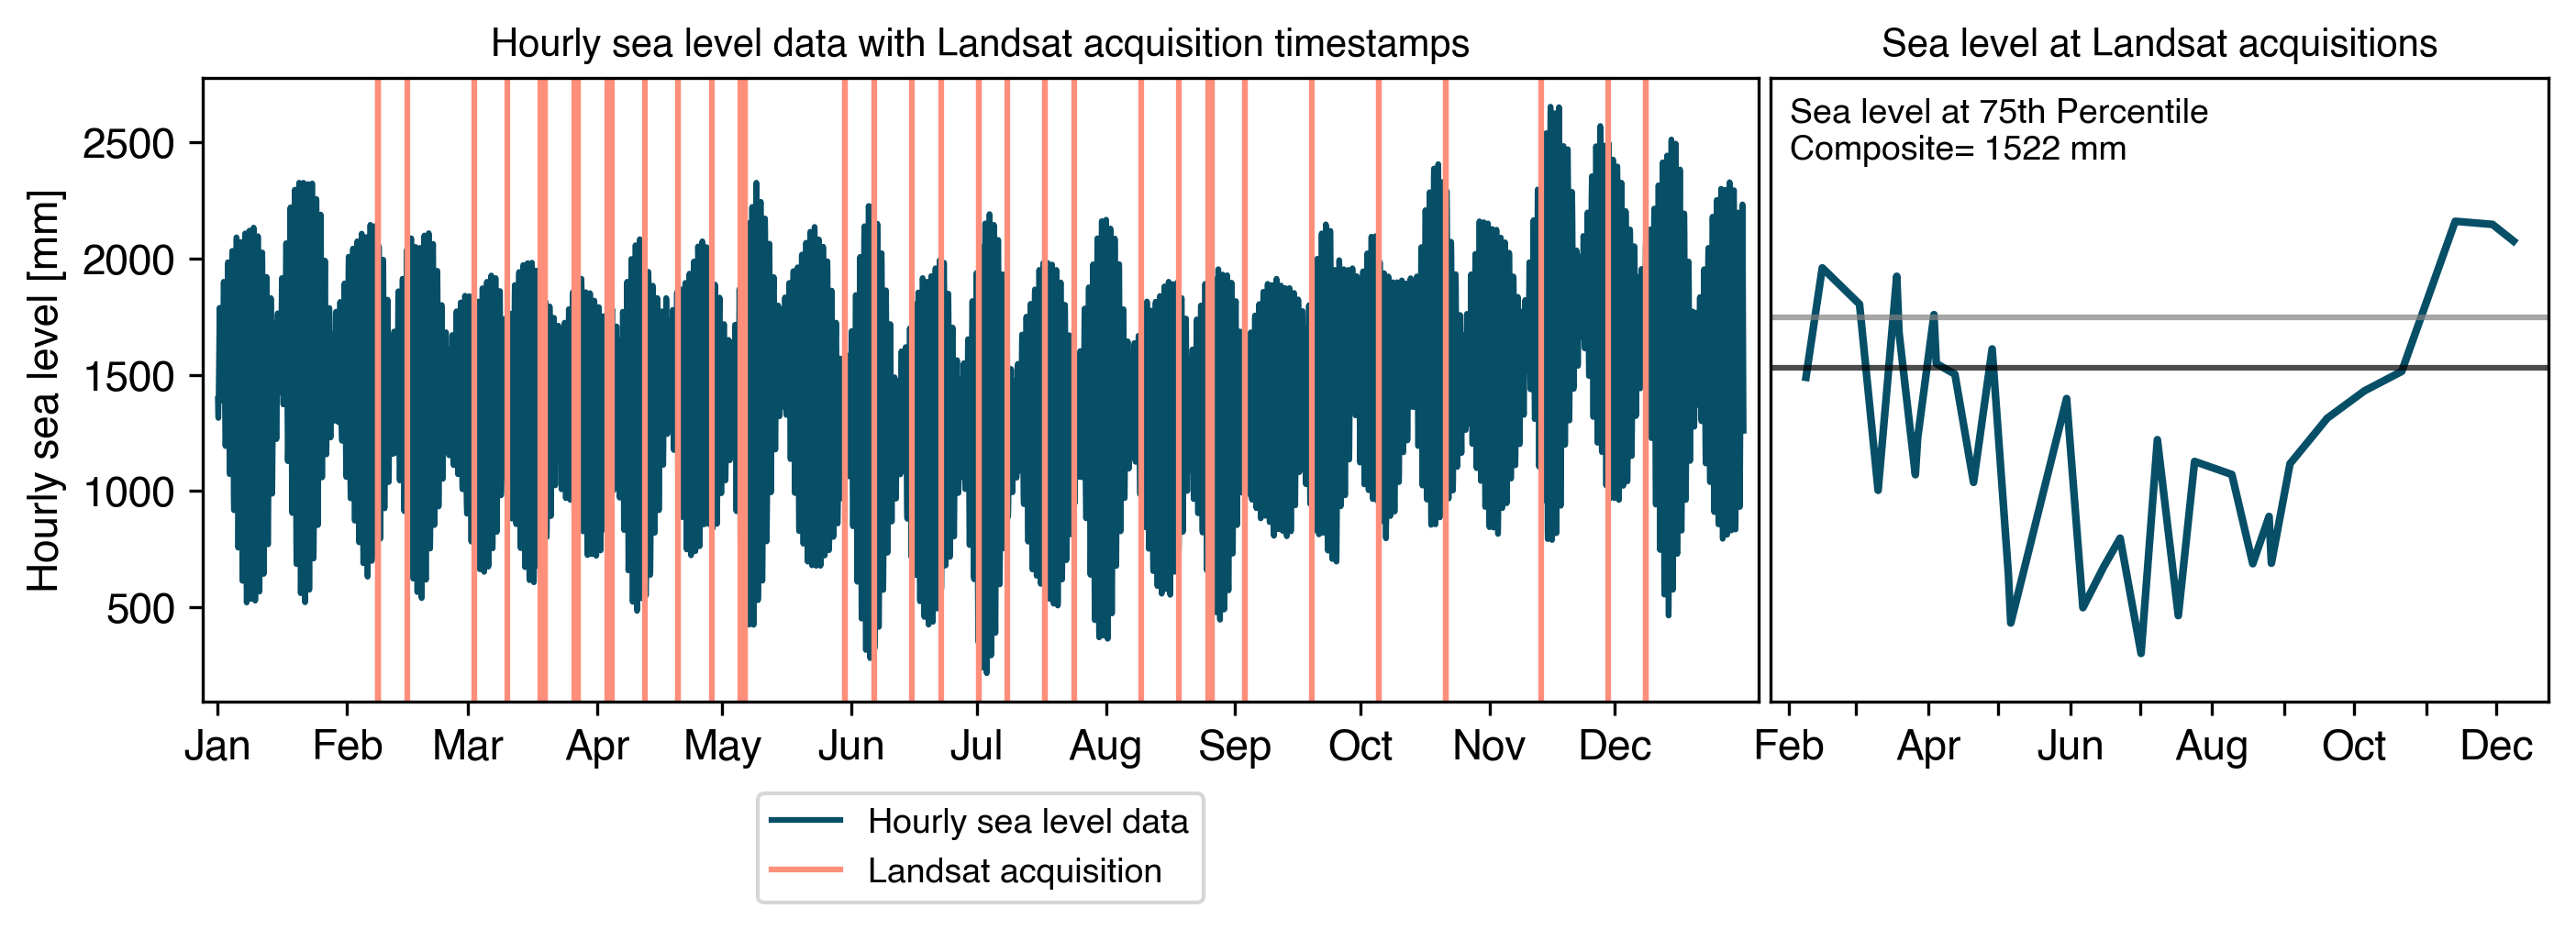 Hourly sea level data with Landsat acquisition timestamps
Sea level at Landsat acquisitions
Hourly sea level [mm]
2500
2000
1500
1000
500
Jan Feb Mar Apr May Jun Jul Aug Sep Oct Nov Dec
Sea level at 75th Percentile
Composite= 1522 mm
Feb Apr Jun Aug Oct Dec
Hourly sea level data
Landsat acquisition